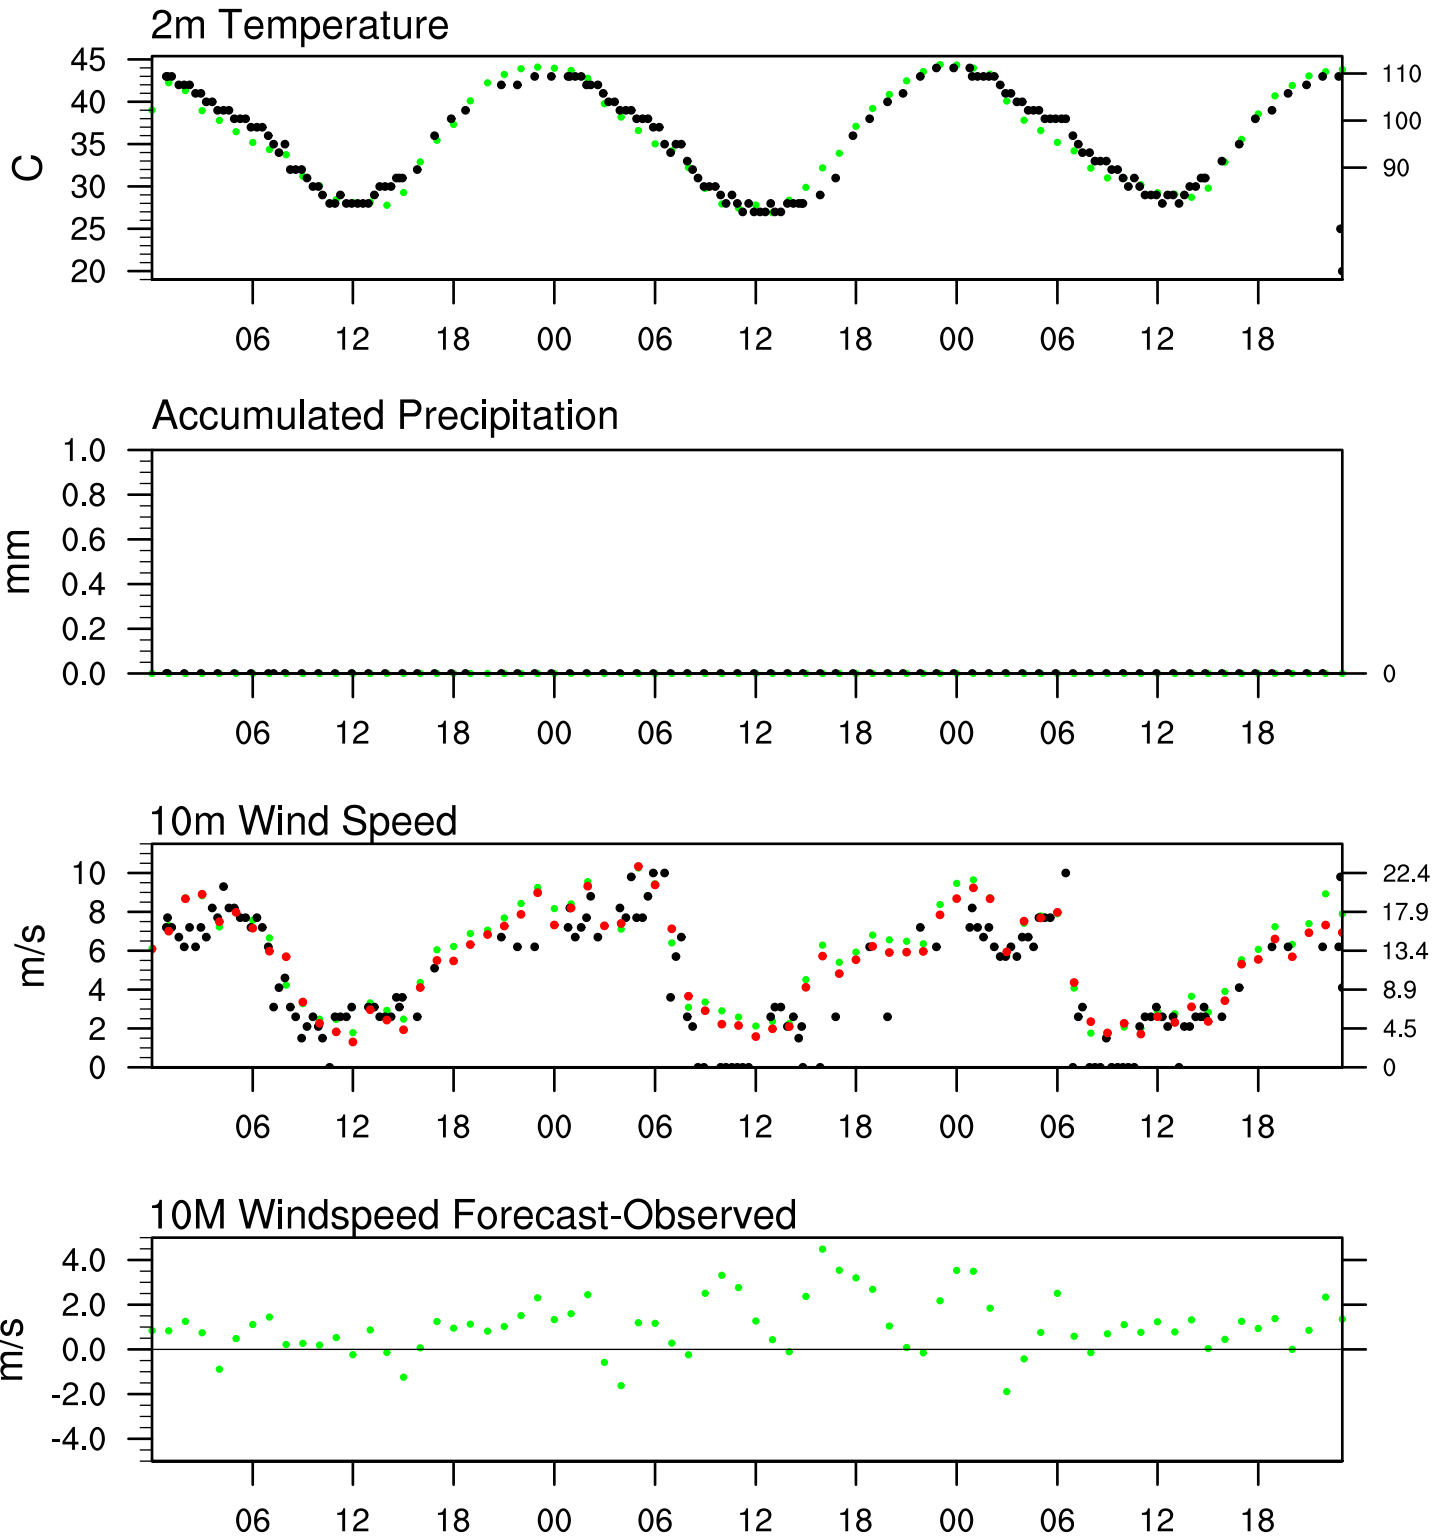 2m Temperature
45
40
35
30
25
20
C
110
100
90
06 12 18 00 06 12 18 00 06 12 18
Accumulated Precipitation
1.0
0.8
0.6
0.4
0.2
0.0
mm
0
06 12 18 00 06 12 18 00 06 12 18
10m Wind Speed
10
8
6
4
2
0
m/s
22.4
17.9
13.4
8.9
4.5
0
06 12 18 00 06 12 18 00 06 12 18
10M Windspeed Forecast-Observed
4.0
2.0
0.0
-2.0
-4.0
m/s
06 12 18 00 06 12 18 00 06 12 18